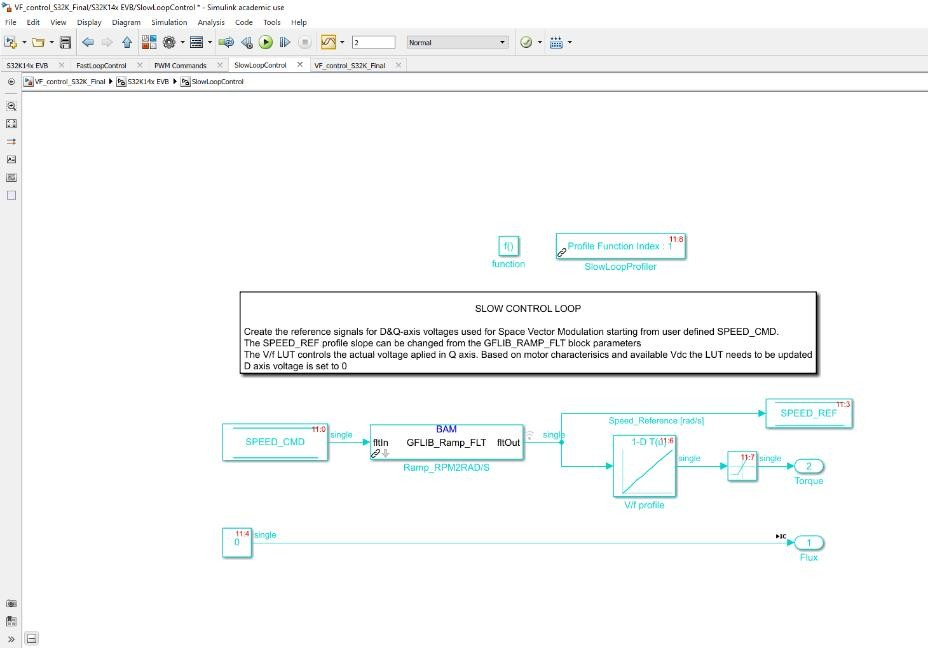 VF_control_S32K_Final/S32K14x EVB/SlowLoopControl * - Simulink academic use
File Edit View Display Diagram Simulation Analysis Code Tools Help
2 Normal
S32K14x EVB FastLoopControl PWM Commands SlowLoopControl VF_control_S32K_Final
VF_control_S32K_Final S32K14x EVB SlowLoopControl
f()
function
11:8
Profile Function Index : 1
SlowLoopProfiler
SLOW CONTROL LOOP
Create the reference signals for D&Q-axis voltages used for Space Vector Modulation starting from user defined SPEED_CMD.
The SPEED_REF profile slope can be changed from the GFLIB_RAMP_FLT block parameters
The V/f LUT controls the actual voltage aplied in Q axis. Based on motor characterisics and available Vdc the LUT needs to be updated
D axis voltage is set to 0
11:3
SPEED_REF
Speed_Reference [rad/s]
11:0
SPEED_CMD
single
BAM
fltIn GFLIB_Ramp_FLT fltOut
Ramp_RPM2RAD/S
single
1-D T(u) 11:6
V/f profile
single
11:7
single
2
Torque
11:4
0
single
1
Flux